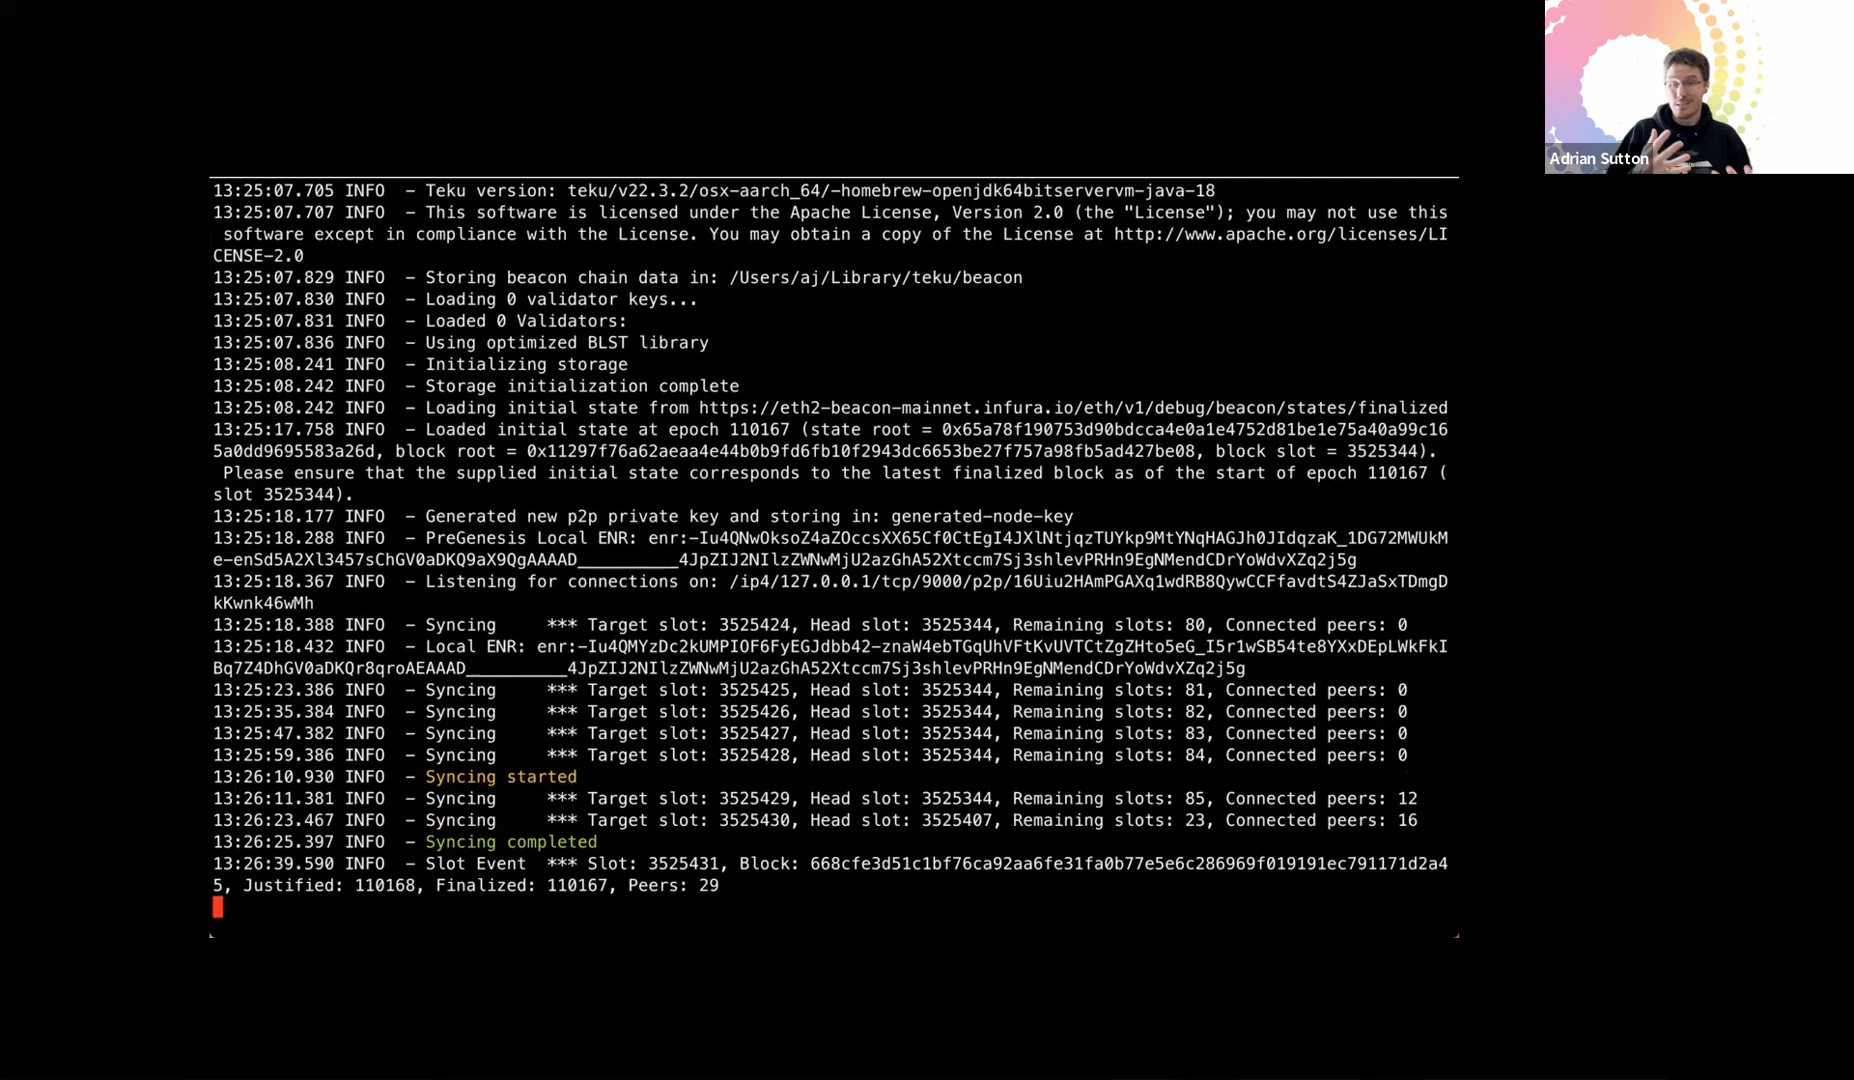 Adrian Sutton
13:25:07.705 INFO  – Teku version: teku/v22.3.2/osx-aarch_64/-homebrew-openjdk64bitservervm-java-18
13:25:07.707 INFO  – This software is licensed under the Apache License, Version 2.0 (the "License"); you may not use this
software except in compliance with the License. You may obtain a copy of the License at http://www.apache.org/licenses/LI
CENSE-2.0
13:25:07.829 INFO  – Storing beacon chain data in: /Users/aj/Library/teku/beacon
13:25:07.830 INFO  – Loading 0 validator keys...
13:25:07.831 INFO  – Loaded 0 Validators:
13:25:07.836 INFO  – Using optimized BLST library
13:25:08.241 INFO  – Initializing storage
13:25:08.242 INFO  – Storage initialization complete
13:25:08.242 INFO  – Loading initial state from https://eth2-beacon-mainnet.infura.io/eth/v1/debug/beacon/states/finalized
13:25:17.758 INFO  – Loaded initial state at epoch 110167 (state root = 0x65a78f190753d90bdcca4e0a1e4752d81be1e75a40a99c16
5a0dd9695583a26d, block root = 0x11297f76a62aeaa4e44b0b9fd6fb10f2943dc6653be27f757a98fb5ad427be08, block slot = 3525344).
Please ensure that the supplied initial state corresponds to the latest finalized block as of the start of epoch 110167 (
slot 3525344).
13:25:18.177 INFO  – Generated new p2p private key and storing in: generated-node-key
13:25:18.288 INFO  – PreGenesis Local ENR: enr:-Iu4QNwOksoZ4aZOccsXX65Cf0CtEgI4JXlNtjqzTUYkp9MtYNqHAGJh0JIdqzaK_1DG72MWUkM
e-enSd5A2Xl3457sChGV0aDKQ9aX9QgAAAAD__________4JpZIJ2NIlzZWNwMjU2azGhA52Xtccm7Sj3shlevPRHn9EgNMendCDrYoWdvXZq2j5g
13:25:18.367 INFO  – Listening for connections on: /ip4/127.0.0.1/tcp/9000/p2p/16Uiu2HAmPGAXq1wdRB8QywCCFfavdtS4ZJaSxTDmgD
kKwnk46wMh
13:25:18.388 INFO  – Syncing     *** Target slot: 3525424, Head slot: 3525344, Remaining slots: 80, Connected peers: 0
13:25:18.432 INFO  – Local ENR: enr:-Iu4QMYzDc2kUMPIOF6FyEGJdbb42-znaW4ebTGqUhVFtKvUVTCtZgZHto5eG_I5r1wSB54te8YXxDEpLWkFkI
Bq7Z4DhGV0aDKQr8qroAEAAAD__________4JpZIJ2NIlzZWNwMjU2azGhA52Xtccm7Sj3shlevPRHn9EgNMendCDrYoWdvXZq2j5g
13:25:23.386 INFO  – Syncing     *** Target slot: 3525425, Head slot: 3525344, Remaining slots: 81, Connected peers: 0
13:25:35.384 INFO  – Syncing     *** Target slot: 3525426, Head slot: 3525344, Remaining slots: 82, Connected peers: 0
13:25:47.382 INFO  – Syncing     *** Target slot: 3525427, Head slot: 3525344, Remaining slots: 83, Connected peers: 0
13:25:59.386 INFO  – Syncing     *** Target slot: 3525428, Head slot: 3525344, Remaining slots: 84, Connected peers: 0
13:26:10.930 INFO  – Syncing started
13:26:11.381 INFO  – Syncing     *** Target slot: 3525429, Head slot: 3525344, Remaining slots: 85, Connected peers: 12
13:26:23.467 INFO  – Syncing     *** Target slot: 3525430, Head slot: 3525407, Remaining slots: 23, Connected peers: 16
13:26:25.397 INFO  – Syncing completed
13:26:39.590 INFO  – Slot Event  *** Slot: 3525431, Block: 668cfe3d51c1bf76ca92aa6fe31fa0b77e5e6c286969f019191ec791171d2a4
5, Justified: 110168, Finalized: 110167, Peers: 29